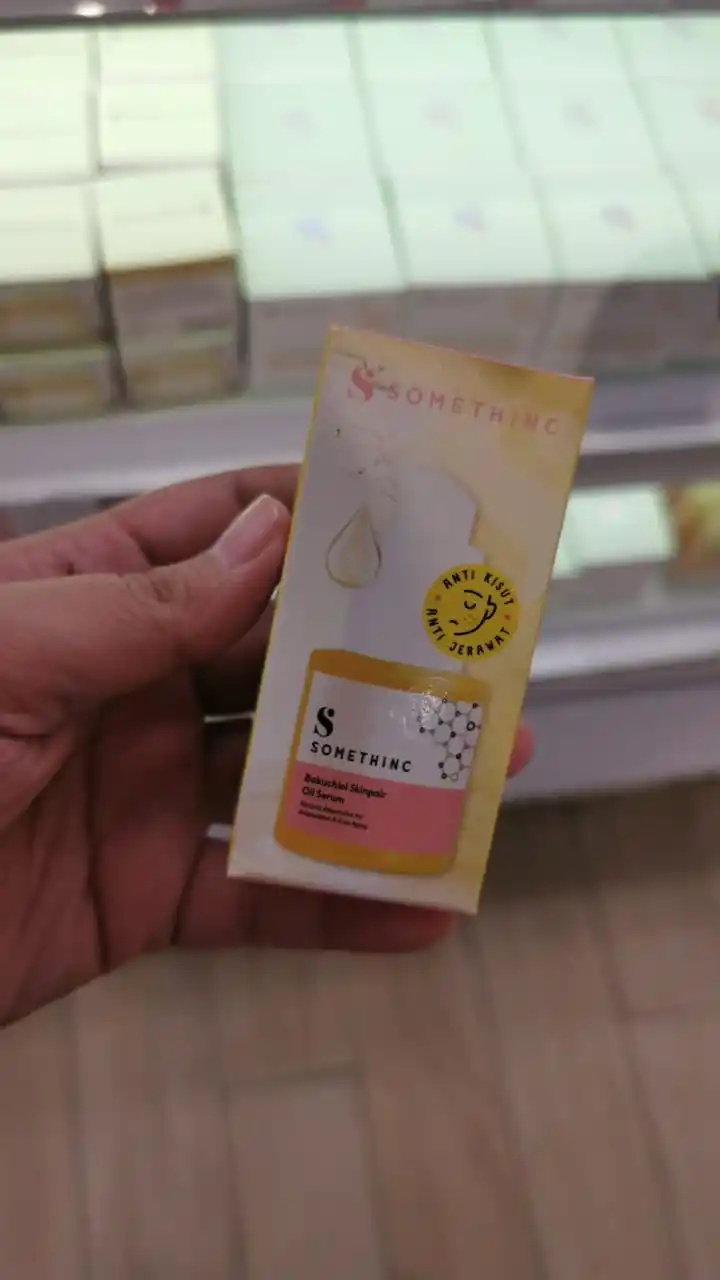 S SOMETHINC
ANTI KISUT
ANTI JERAWAT
S
SOMETHINC
Bakuchiol Skinpair
Oil Serum